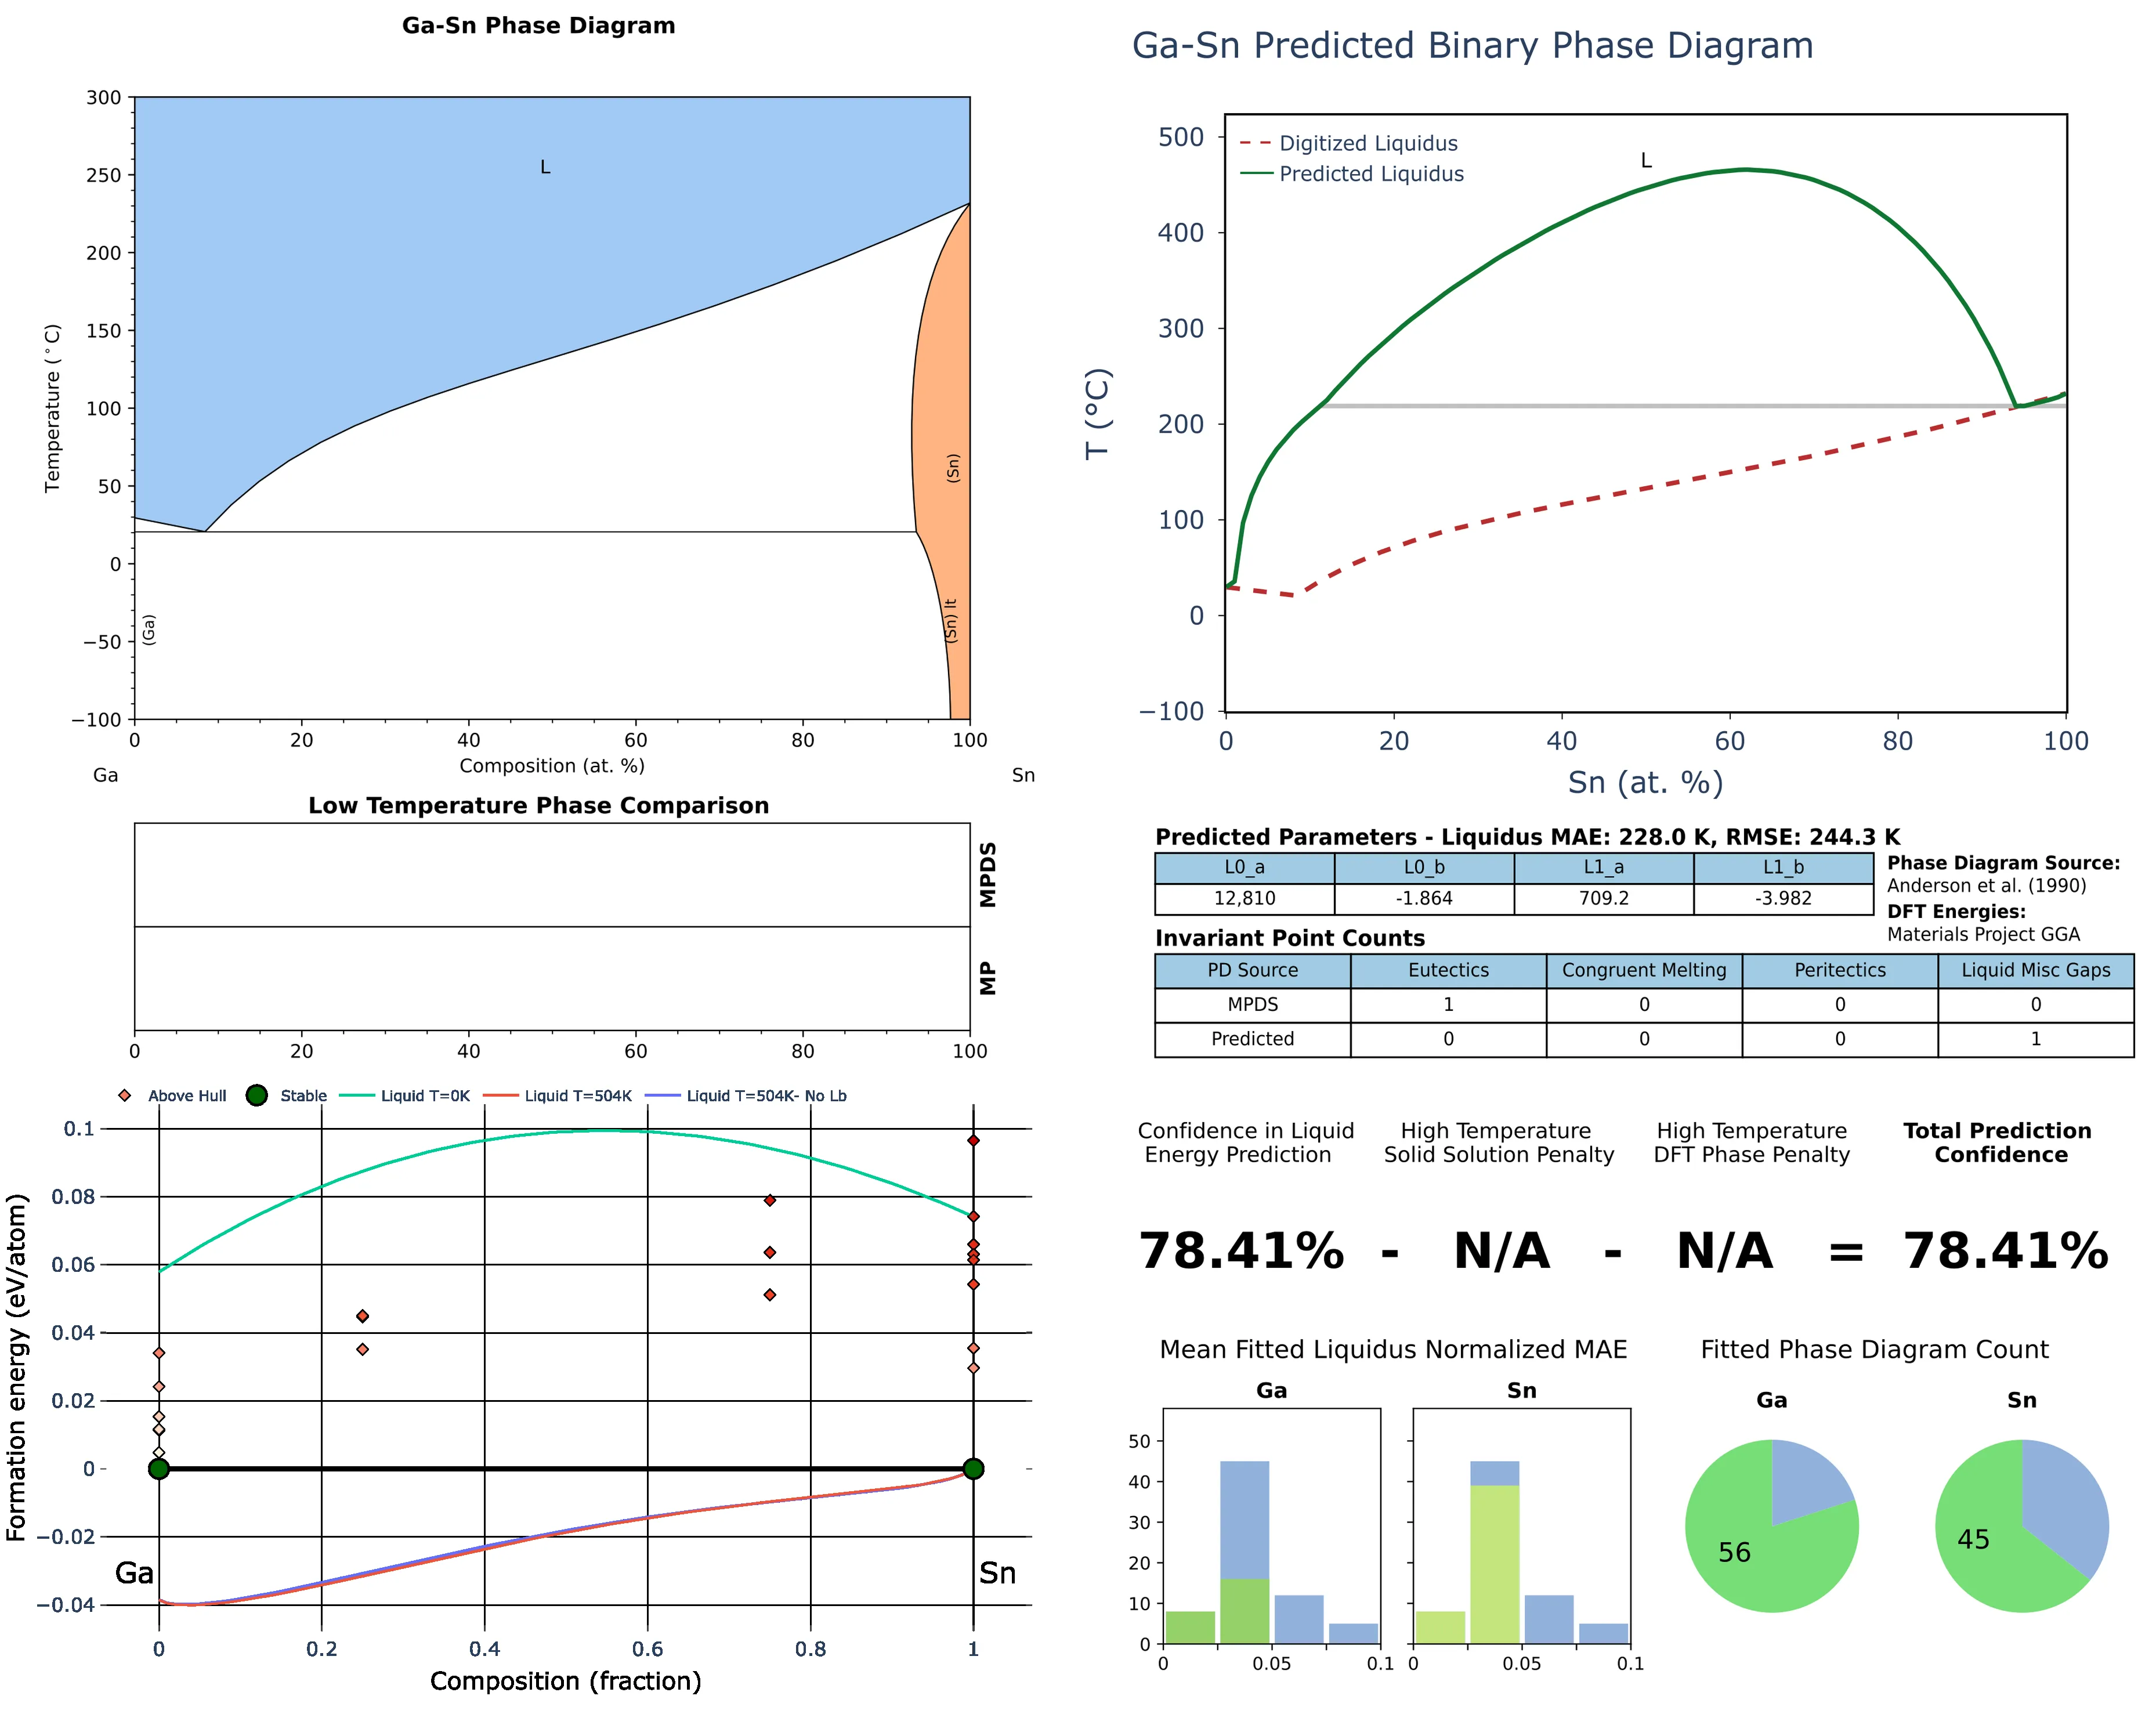 Ga-Sn Phase Diagram
300
250
200
150
100
50
0
−50
−100
Temperature (°C)
L
(Sn)
(Sn) lt
(Ga)
0 20 40 60 80 100
Composition (at. %)
Ga Sn
Low Temperature Phase Comparison
MPDS
MP
0 20 40 60 80 100
Above Hull Stable Liquid T=0K Liquid T=504K Liquid T=504K- No Lb
0.1
0.08
0.06
0.04
0.02
0
−0.02
−0.04
Formation energy (eV/atom)
Ga Sn
0 0.2 0.4 0.6 0.8 1
Composition (fraction)
Ga-Sn Predicted Binary Phase Diagram
500
400
300
200
100
0
−100
T (°C)
Digitized Liquidus
Predicted Liquidus
L
0 20 40 60 80 100
Sn (at. %)
Predicted Parameters - Liquidus MAE: 228.0 K, RMSE: 244.3 K
L0_a L0_b L1_a L1_b
12,810 -1.864 709.2 -3.982
Phase Diagram Source:
Anderson et al. (1990)
DFT Energies:
Materials Project GGA
Invariant Point Counts
PD Source Eutectics Congruent Melting Peritectics Liquid Misc Gaps
MPDS 1 0 0 0
Predicted 0 0 0 1
Confidence in Liquid
Energy Prediction
High Temperature
Solid Solution Penalty
High Temperature
DFT Phase Penalty
Total Prediction
Confidence
78.41% - N/A - N/A = 78.41%
Mean Fitted Liquidus Normalized MAE
Ga Sn
50
40
30
20
10
0
0 0.05 0.1 0 0.05 0.1
Fitted Phase Diagram Count
Ga Sn
56 45